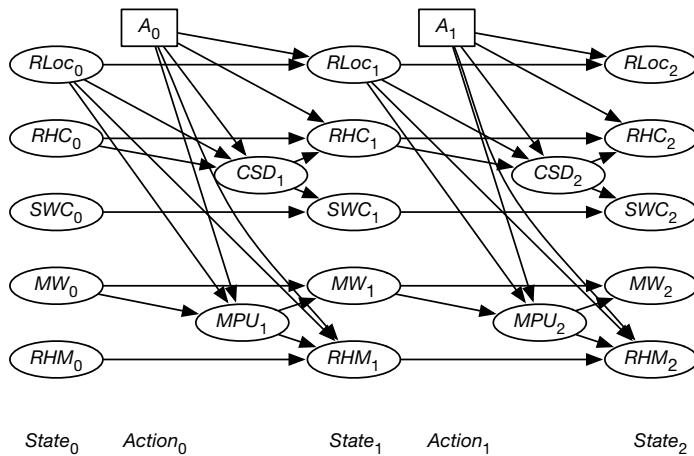 A₀ A₁
RLoc₀ RLoc₁ RLoc₂
RHC₀ RHC₁ RHC₂
CSD₁ CSD₂
SWC₀ SWC₁ SWC₂
MW₀ MW₁ MW₂
MPU₁ MPU₂
RHM₀ RHM₁ RHM₂
State₀ Action₀ State₁ Action₁ State₂